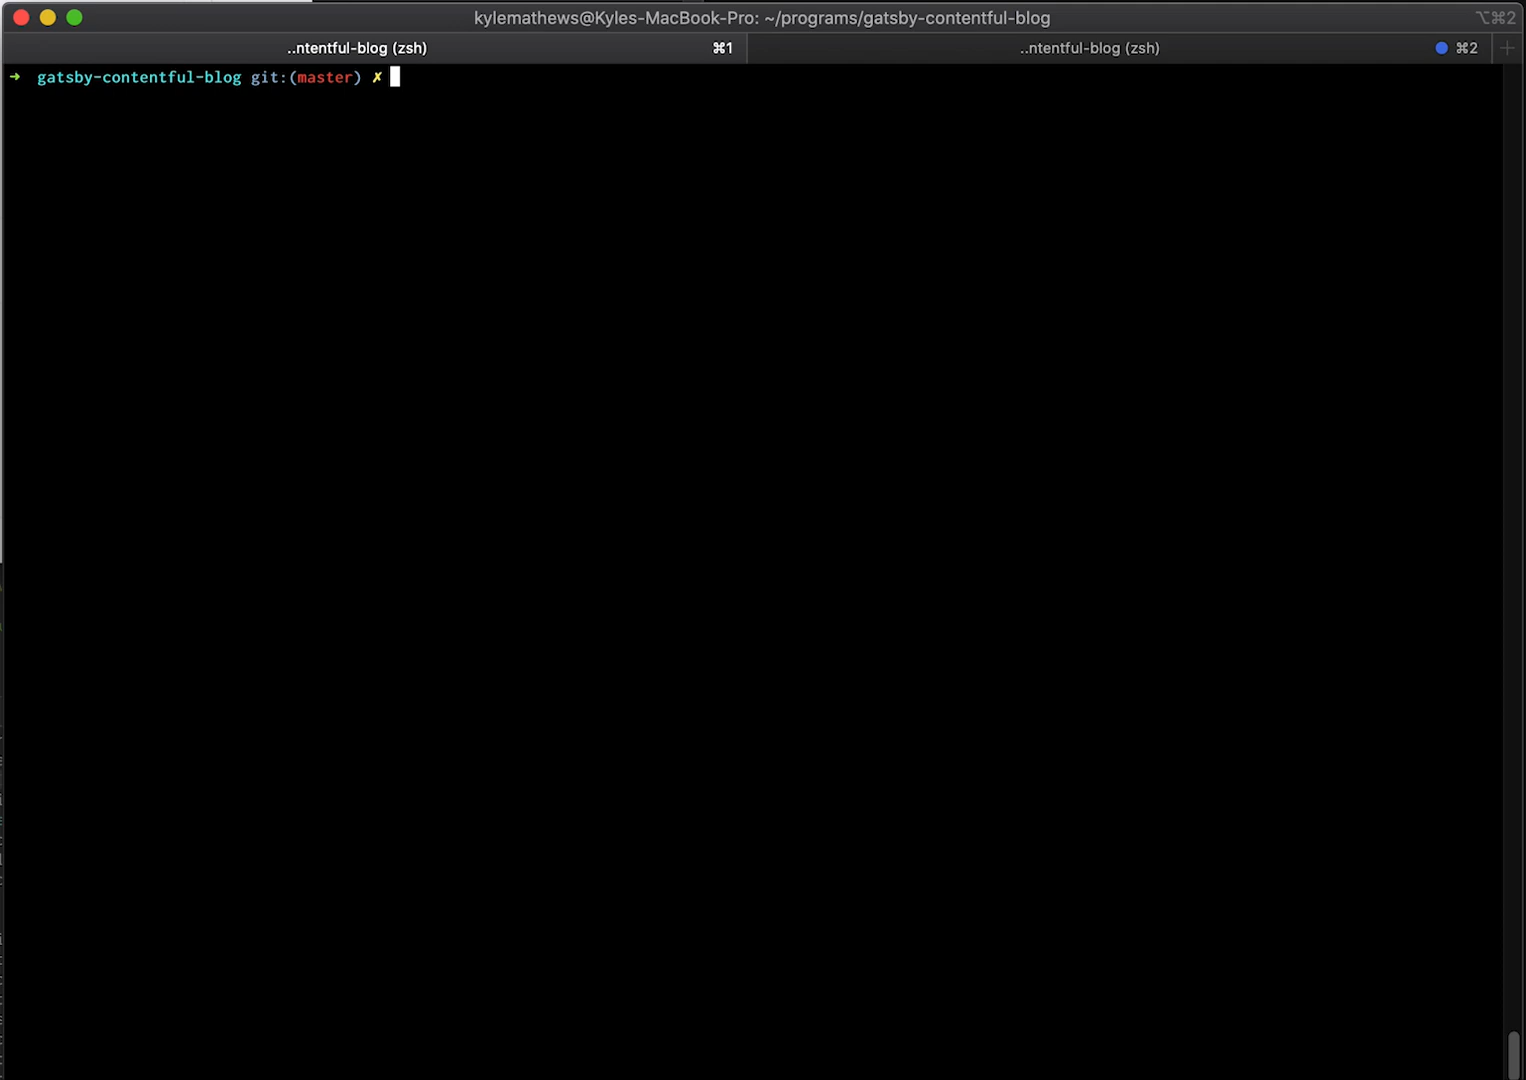 kylemathews@Kyles-MacBook-Pro: ~/programs/gatsby-contentful-blog ⌥⌘2
..ntentful-blog (zsh) ⌘1 ..ntentful-blog (zsh) ⌘2 +
➜ gatsby-contentful-blog git:(master) ✗